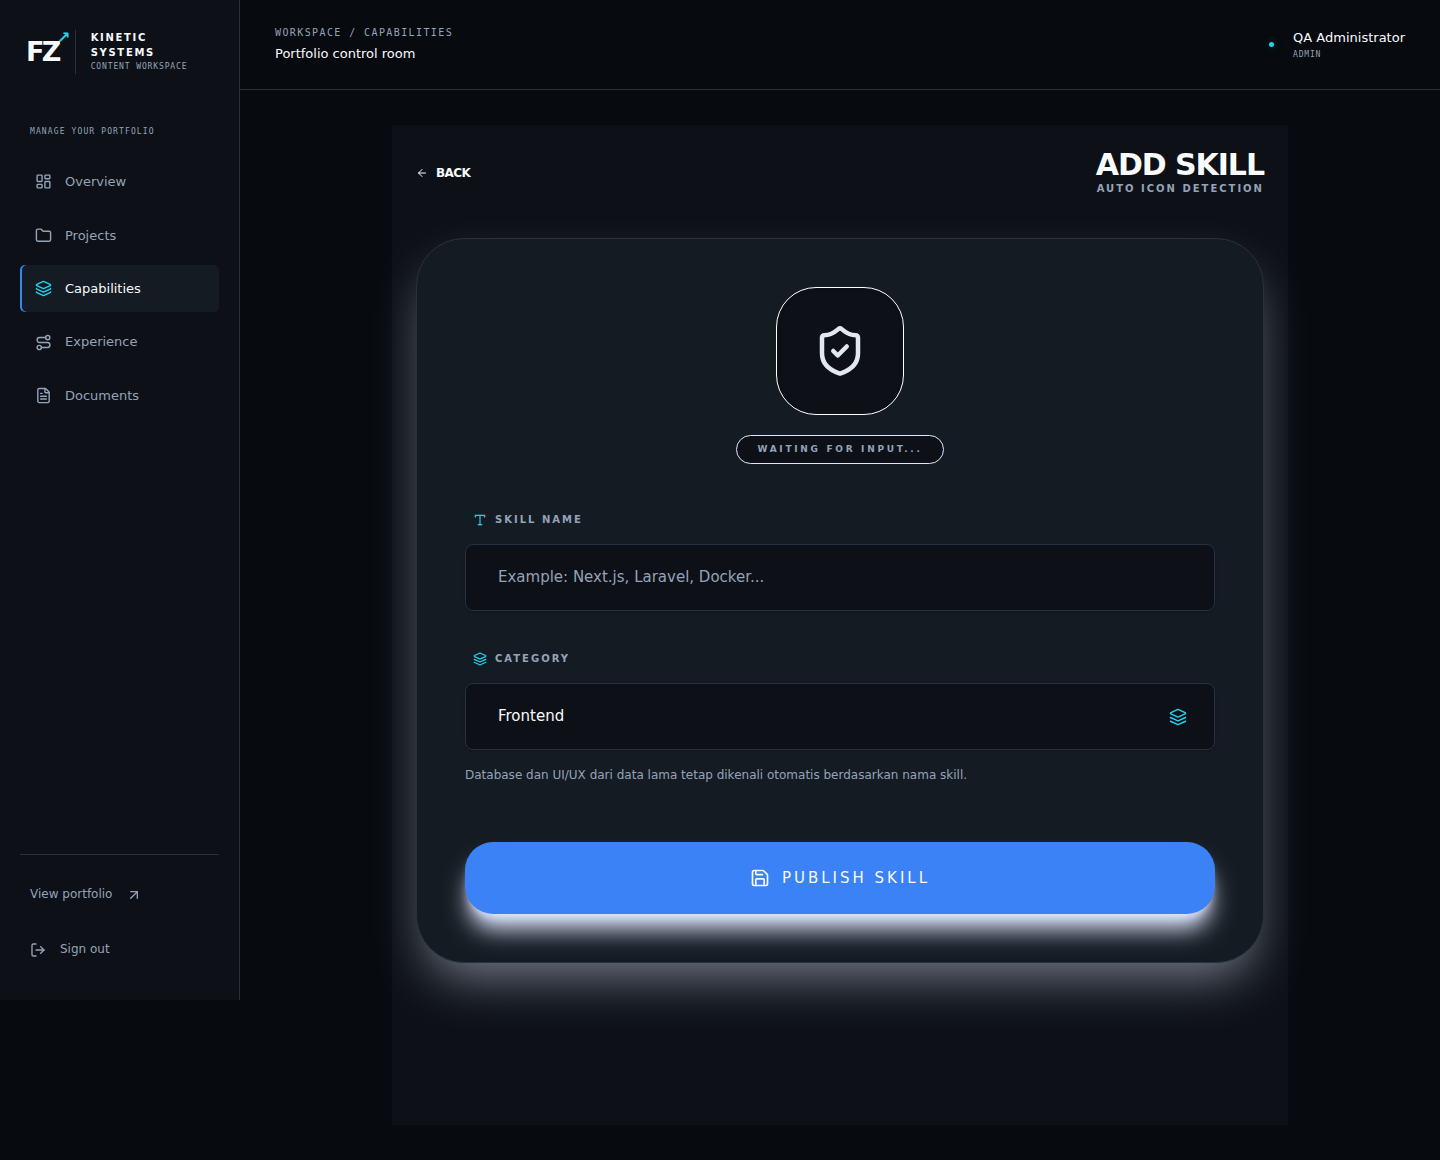 FZ
KINETIC
SYSTEMS
CONTENT WORKSPACE
MANAGE YOUR PORTFOLIO
Overview
Projects
Capabilities
Experience
Documents
View portfolio
Sign out
WORKSPACE / CAPABILITIES
Portfolio control room
QA Administrator
ADMIN
BACK
ADD SKILL
AUTO ICON DETECTION
WAITING FOR INPUT...
SKILL NAME
Example: Next.js, Laravel, Docker...
CATEGORY
Frontend
Database dan UI/UX dari data lama tetap dikenali otomatis berdasarkan nama skill.
PUBLISH SKILL